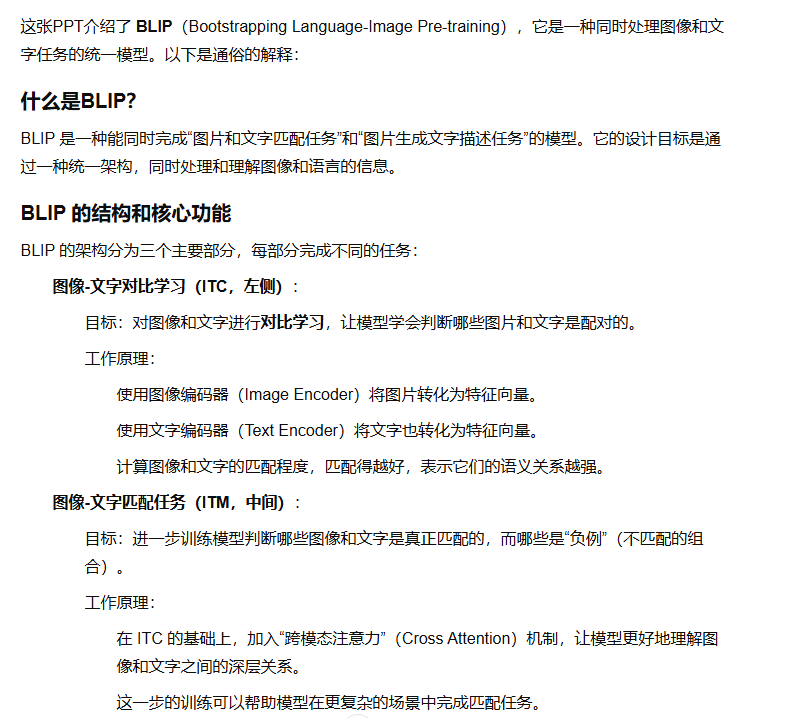 这张PPT介绍了 BLIP（Bootstrapping Language-Image Pre-training），它是一种同时处理图像和文
字任务的统一模型。以下是通俗的解释：
什么是BLIP？
BLIP 是一种能同时完成“图片和文字匹配任务”和“图片生成文字描述任务”的模型。它的设计目标是通
过一种统一架构，同时处理和理解图像和语言的信息。
BLIP 的结构和核心功能
BLIP 的架构分为三个主要部分，每部分完成不同的任务：
图像-文字对比学习（ITC，左侧）：
目标：对图像和文字进行对比学习，让模型学会判断哪些图片和文字是配对的。
工作原理：
使用图像编码器（Image Encoder）将图片转化为特征向量。
使用文字编码器（Text Encoder）将文字也转化为特征向量。
计算图像和文字的匹配程度，匹配得越好，表示它们的语义关系越强。
图像-文字匹配任务（ITM，中间）：
目标：进一步训练模型判断哪些图像和文字是真正匹配的，而哪些是“负例”（不匹配的组
合）。
工作原理：
在 ITC 的基础上，加入“跨模态注意力”（Cross Attention）机制，让模型更好地理解图
像和文字之间的深层关系。
这一步的训练可以帮助模型在更复杂的场景中完成匹配任务。